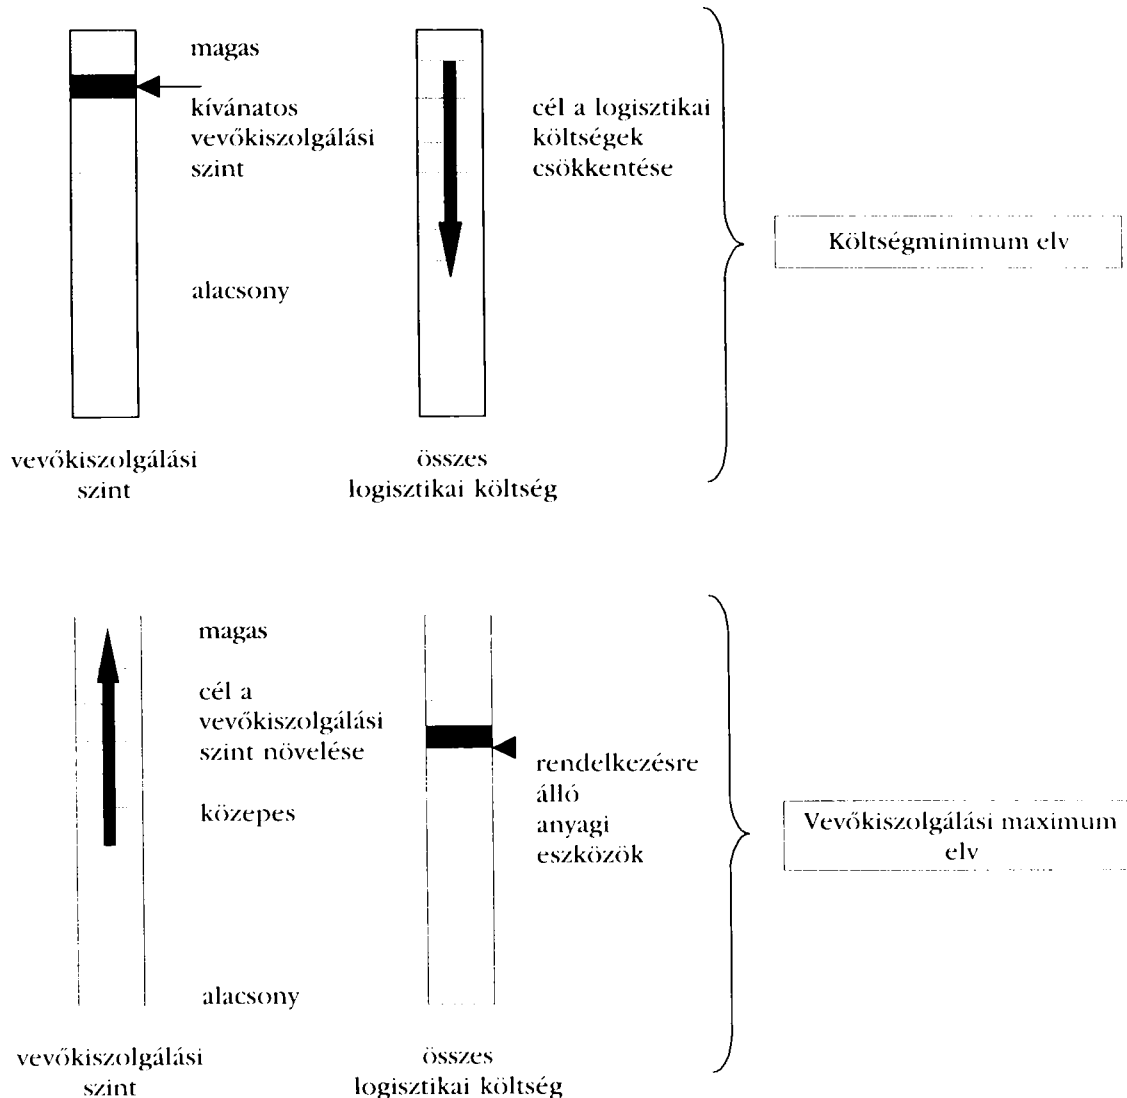 magas
kívánatos
vevőkiszolgálási
szint
alacsony
cél a logisztikai
költségek
csökkentése
Költségminimum elv
vevőkiszolgálási
szint
összes
logisztikai költség
magas
cél a
vevőkiszolgálási
szint növelése
közepes
alacsony
rendelkezésre
álló
anyagi
eszközök
Vevőkiszolgálási maximum
elv
vevőkiszolgálási
szint
összes
logisztikai költség